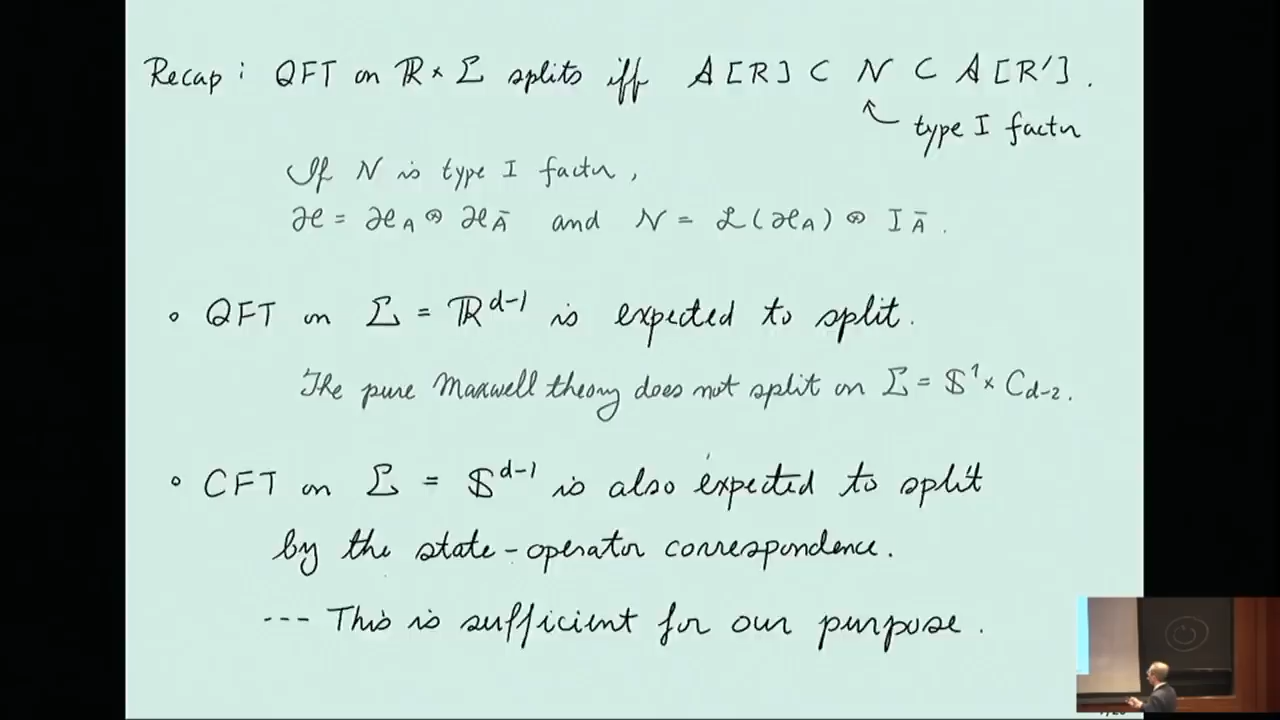 Recap : QFT on ℝ × Σ splits iff A[R] ⊂ N ⊂ A[R'] .
type I factor
If N is type I factor ,
ℋ = ℋ_A ⊗ ℋ_Ā and N = ℒ(ℋ_A) ⊗ I_Ā .
∘ QFT on Σ = ℝ^{d-1} is expected to split .
The pure Maxwell theory does not split on Σ = 𝕊^1 × C_{d-2} .
∘ CFT on Σ = 𝕊^{d-1} is also expected to split
by the state-operator correspondence .
--- This is sufficient for our purpose .